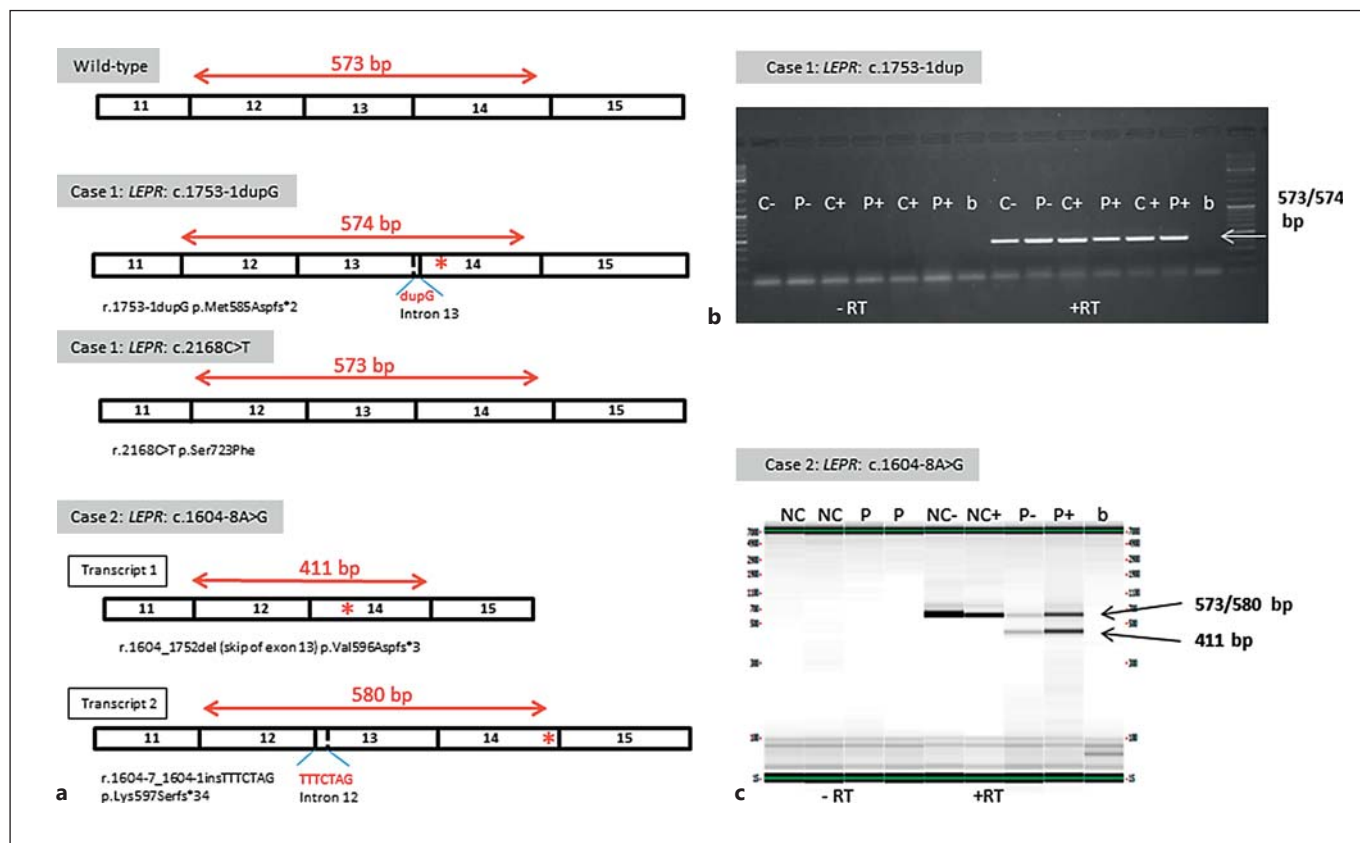 Wild-type
573 bp
11 12 13 14 15
Case 1: LEPR: c.1753-1dupG
574 bp
11 12 13 * 14 15
dupG
Intron 13
r.1753-1dupG p.Met585Aspfs*2
Case 1: LEPR: c.2168C>T
573 bp
11 12 13 14 15
r.2168C>T p.Ser723Phe
Case 2: LEPR: c.1604-8A>G
Transcript 1
411 bp
11 12 * 14 15
r.1604_1752del (skip of exon 13) p.Val596Aspfs*3
Transcript 2
580 bp
11 12 13 14 * 15
TTTCTAG
Intron 12
r.1604-7_1604-1insTTTCTAG
p.Lys597Serfs*34
a
Case 1: LEPR: c.1753-1dup
C- P- C+ P+ C+ P+ b C- P- C+ P+ C+ P+ b
573/574
bp
- RT +RT
b
Case 2: LEPR: c.1604-8A>G
NC NC P P NC- NC+ P- P+ b
573/580 bp
411 bp
- RT +RT
c